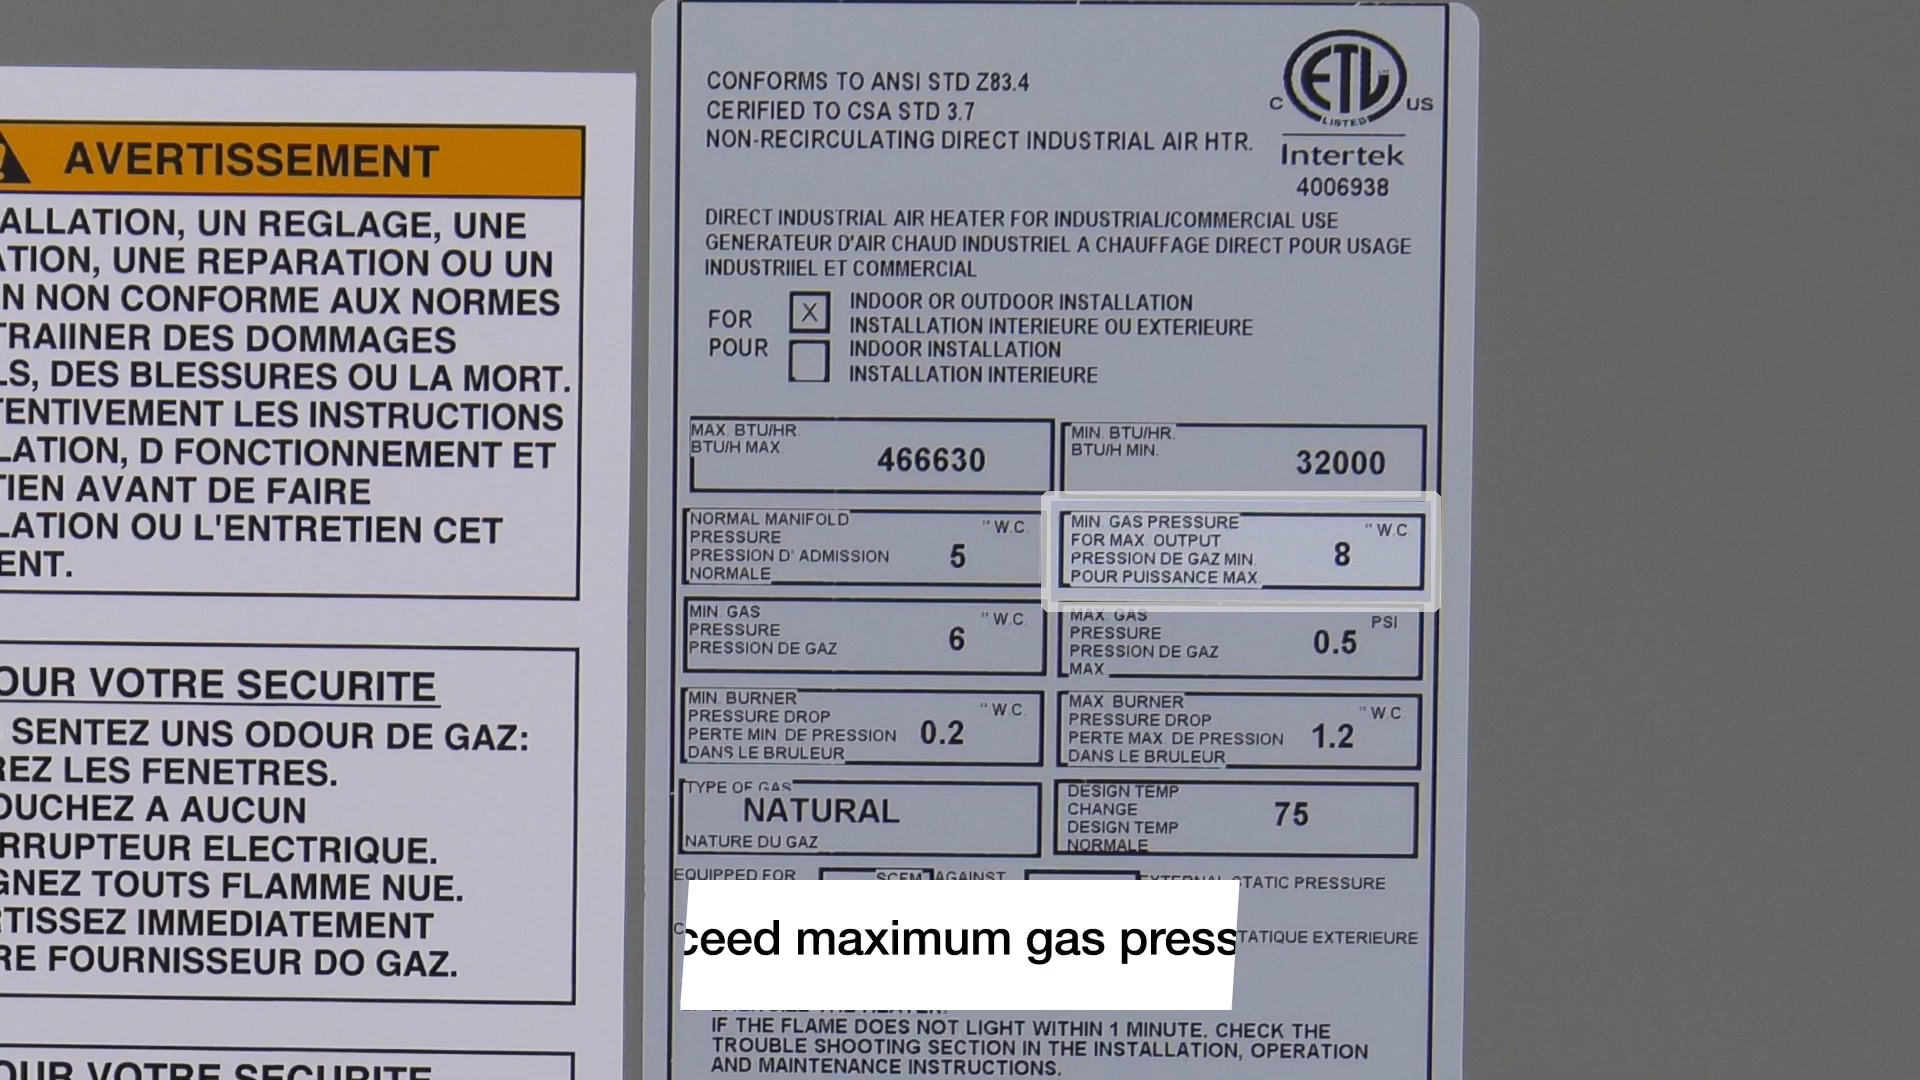 AVERTISSEMENT
ALLATION, UN REGLAGE, UNE
ATION, UNE REPARATION OU UN
N NON CONFORME AUX NORMES
TRAIINER DES DOMMAGES
LS, DES BLESSURES OU LA MORT.
TENTIVEMENT LES INSTRUCTIONS
LATION, D FONCTIONNEMENT ET
TIEN AVANT DE FAIRE
LATION OU L'ENTRETIEN CET
ENT.
OUR VOTRE SECURITE
SENTEZ UNS ODOUR DE GAZ:
REZ LES FENETRES.
OUCHEZ A AUCUN
RRUPTEUR ELECTRIQUE.
GNEZ TOUTS FLAMME NUE.
RTISSEZ IMMEDIATEMENT
RE FOURNISSEUR DO GAZ.
OUR VOTRE SECURITE
CONFORMS TO ANSI STD Z83.4
CERIFIED TO CSA STD 3.7
NON-RECIRCULATING DIRECT INDUSTRIAL AIR HTR.
C ETL US
LISTED
Intertek
4006938
DIRECT INDUSTRIAL AIR HEATER FOR INDUSTRIAL/COMMERCIAL USE
GENERATEUR D'AIR CHAUD INDUSTRIEL A CHAUFFAGE DIRECT POUR USAGE
INDUSTRIIEL ET COMMERCIAL
FOR
POUR
X
INDOOR OR OUTDOOR INSTALLATION
INSTALLATION INTERIEURE OU EXTERIEURE
INDOOR INSTALLATION
INSTALLATION INTERIEURE
MAX. BTU/HR.
BTU/H MAX.
466630
MIN. BTU/HR.
BTU/H MIN.
32000
NORMAL MANIFOLD
PRESSURE
PRESSION D' ADMISSION
NORMALE
5
" W.C.
MIN. GAS PRESSURE
FOR MAX. OUTPUT
PRESSION DE GAZ MIN.
POUR PUISSANCE MAX.
8
" W.C.
MIN. GAS
PRESSURE
PRESSION DE GAZ
6
" W.C.
MAX. GAS
PRESSURE
PRESSION DE GAZ
MAX
0.5
PSI
MIN. BURNER
PRESSURE DROP
PERTE MIN. DE PRESSION
DANS LE BRULEUR
0.2
" W.C.
MAX. BURNER
PRESSURE DROP
PERTE MAX. DE PRESSION
DANS LE BRULEUR
1.2
" W.C.
TYPE OF GAS
NATURAL
NATURE DU GAZ
DESIGN TEMP
CHANGE
DESIGN TEMP
NORMALE
75
EQUIPPED FOR
SCFM AGAINST
EXTERNAL STATIC PRESSURE
ceed maximum gas press
TATIQUE EXTERIEURE
IF THE FLAME DOES NOT LIGHT WITHIN 1 MINUTE, CHECK THE
TROUBLE SHOOTING SECTION IN THE INSTALLATION, OPERATION
AND MAINTENANCE INSTRUCTIONS.